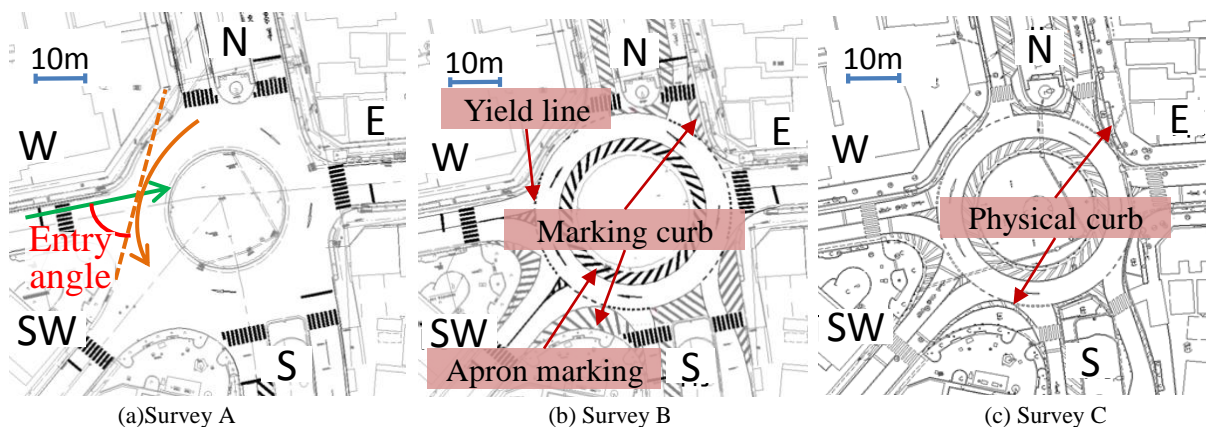 N
10m
E
W
Entry
angle
SW
S
(a)Survey A
N
10m
Yield line
E
W
Marking curb
SW
S
Apron marking
(b) Survey B
N
10m
E
W
Physical curb
SW
S
(c) Survey C